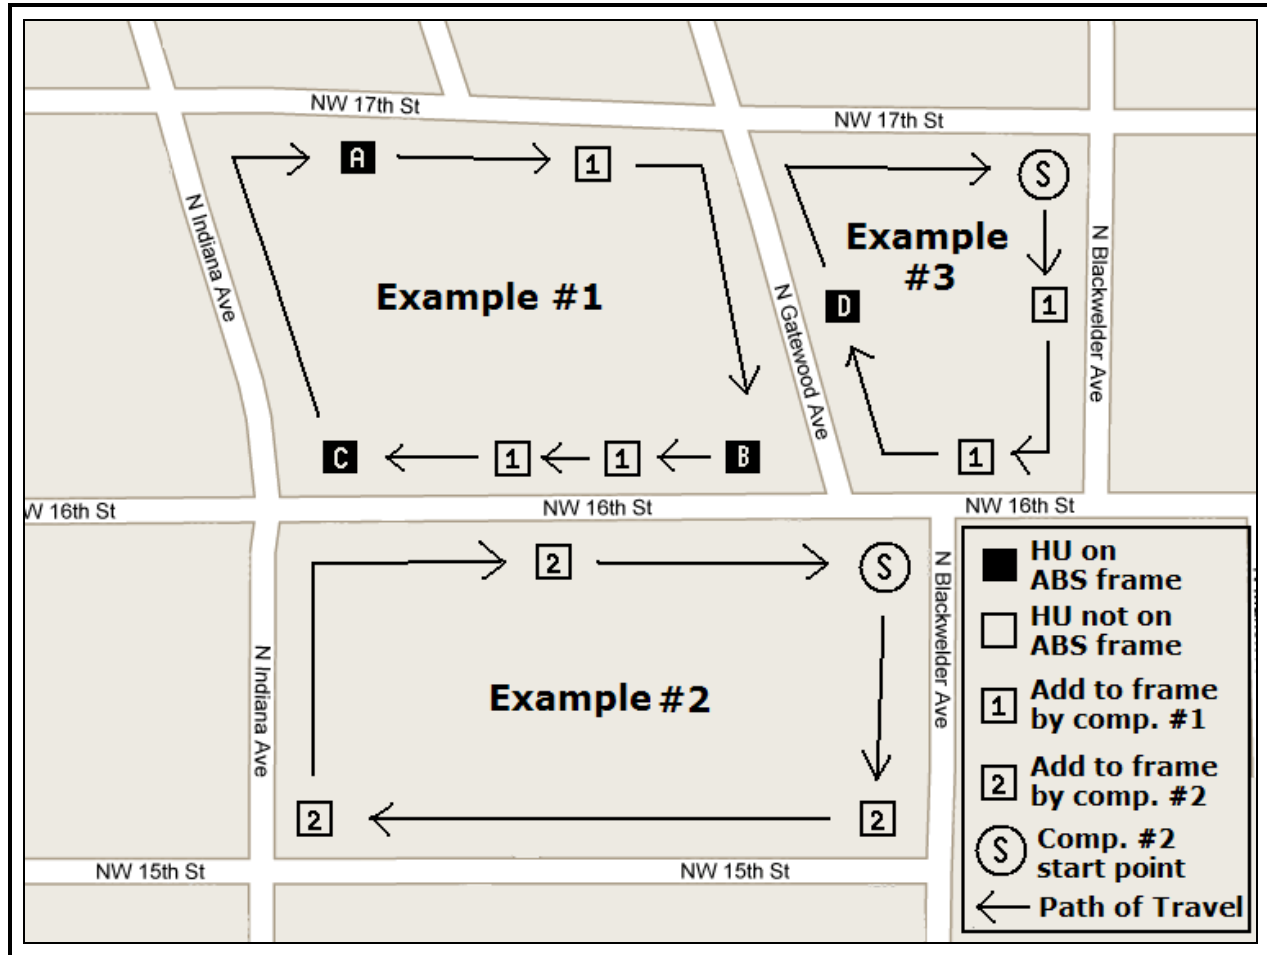 NW 17th St
NW 17th St
A
1
S
N Indiana Ave
Example #1
N Gatewood Ave
Example
#3
N Blackwelder Ave
D
1
C
1
1
B
1
W 16th St
NW 16th St
NW 16th St
2
S
N Indiana Ave
Example #2
N Blackwelder Ave
2
2
NW 15th St
NW 15th St
HU on
ABS frame
HU not on
ABS frame
1
Add to frame
by comp. #1
2
Add to frame
by comp. #2
S
Comp. #2
start point
Path of Travel